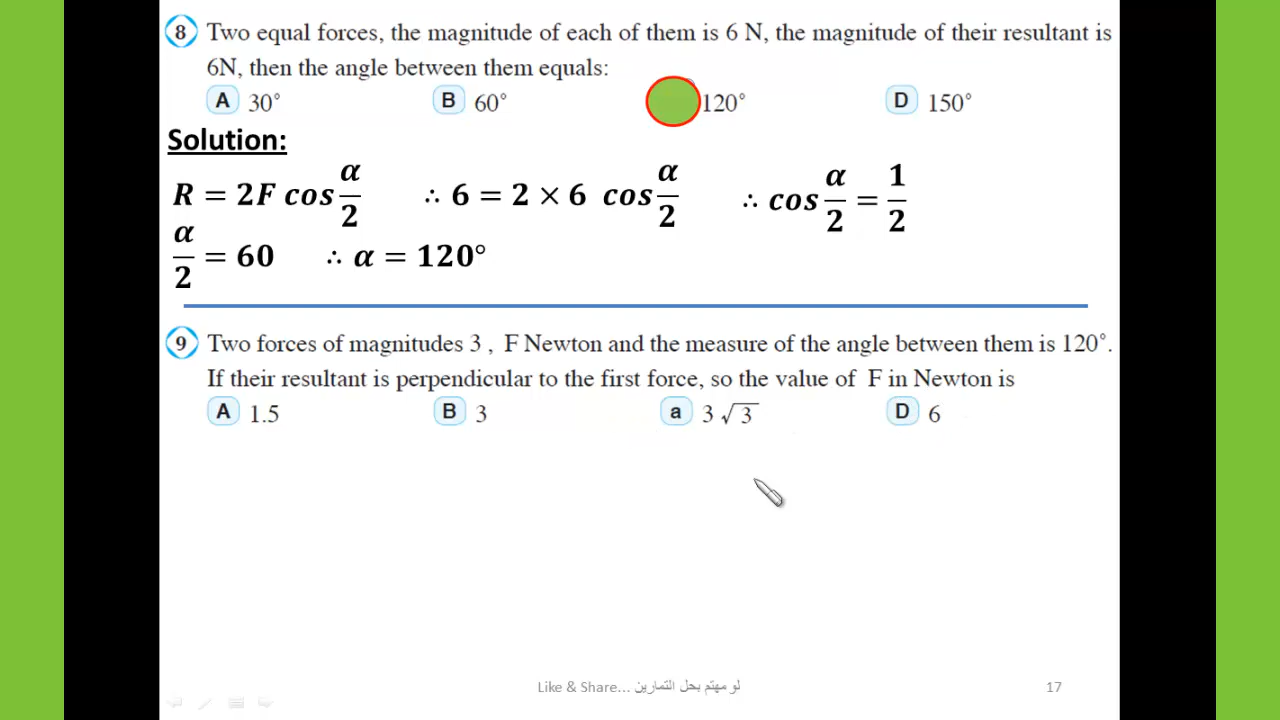 8 Two equal forces, the magnitude of each of them is 6 N, the magnitude of their resultant is
6N, then the angle between them equals:
A 30° B 60° 120° D 150°
Solution:
R = 2F cos α/2 ∴ 6 = 2 × 6 cos α/2 ∴ cos α/2 = 1/2
α/2 = 60 ∴ α = 120°
9 Two forces of magnitudes 3 , F Newton and the measure of the angle between them is 120°.
If their resultant is perpendicular to the first force, so the value of F in Newton is
A 1.5 B 3 a 3 √3 D 6
Like & Share... لو مهتم بحل التمارين 17